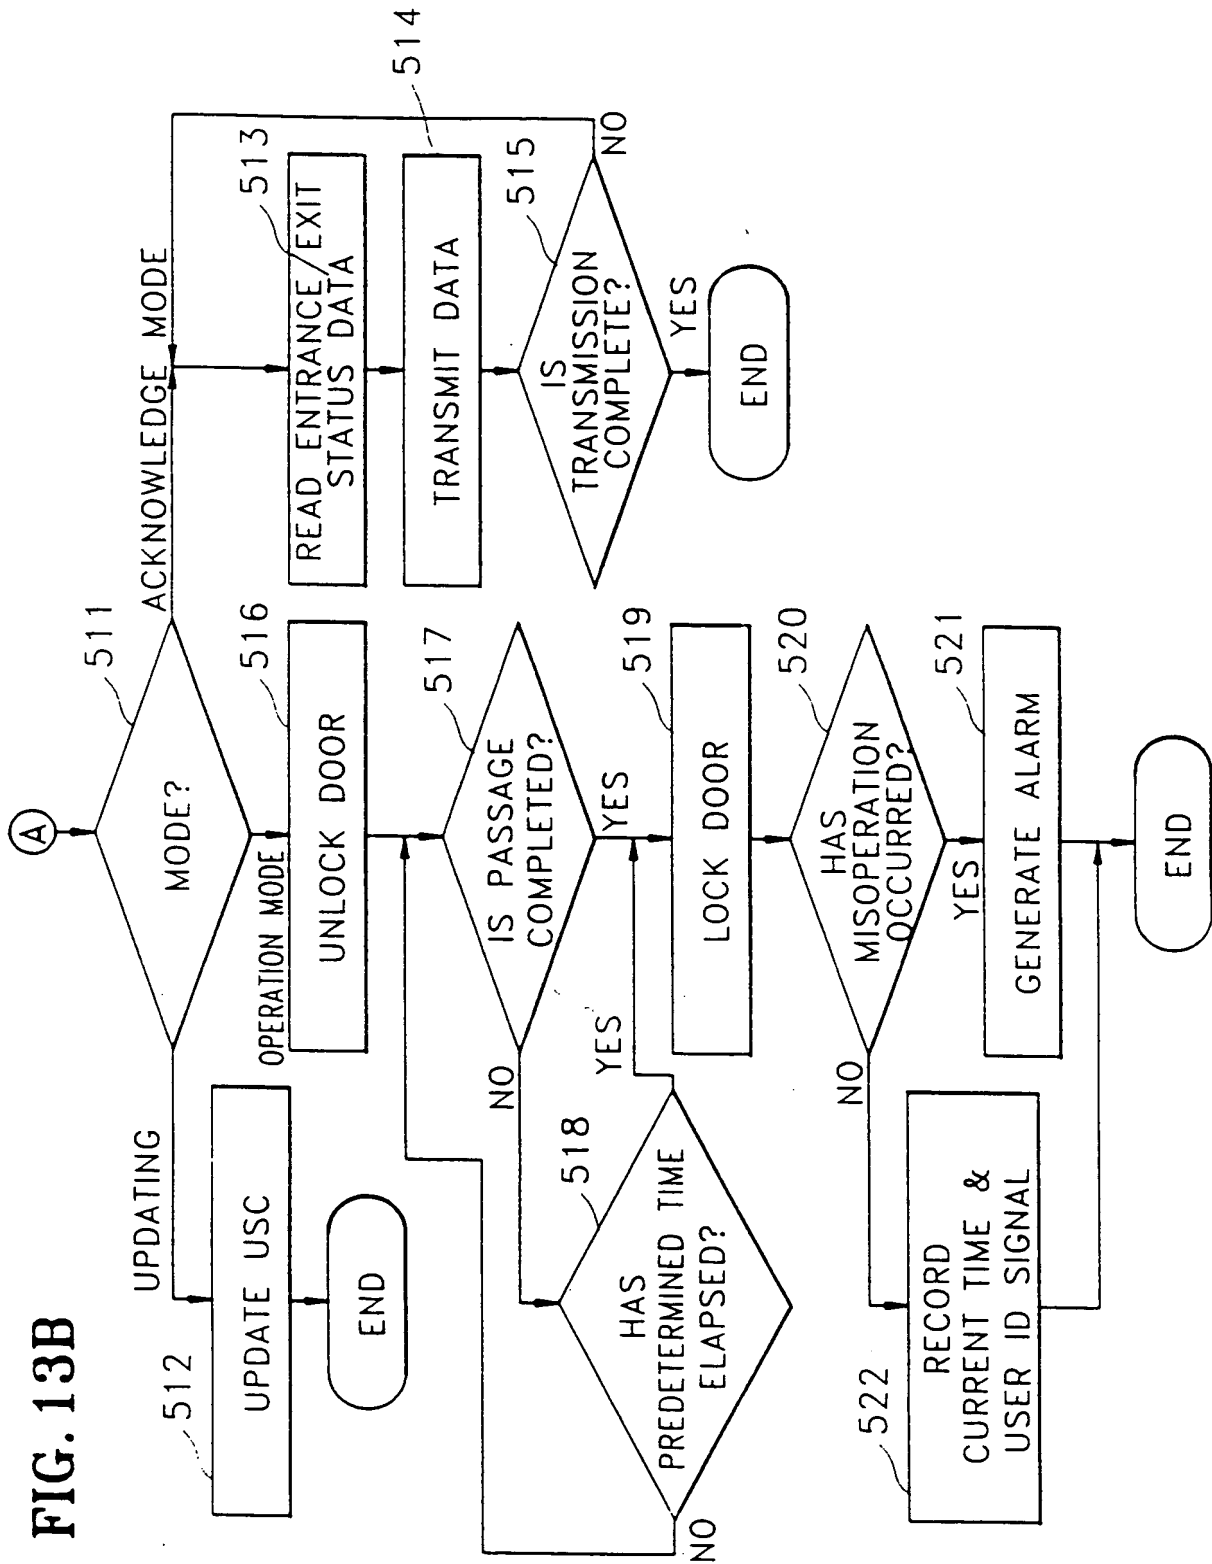 FIG. 13B
A
MODE?
511
UPDATING
ACKNOWLEDGE MODE
OPERATION MODE
512
UPDATE USC
END
516
UNLOCK DOOR
513
READ ENTRANCE/EXIT
STATUS DATA
514
TRANSMIT DATA
515
IS
TRANSMISSION
COMPLETE?
NO
YES
END
517
IS PASSAGE
COMPLETED?
NO
YES
518
HAS
PREDETERMINED TIME
ELAPSED?
YES
NO
519
LOCK DOOR
520
HAS
MISOPERATION
OCCURRED?
NO
YES
521
GENERATE ALARM
522
RECORD
CURRENT TIME &
USER ID SIGNAL
END